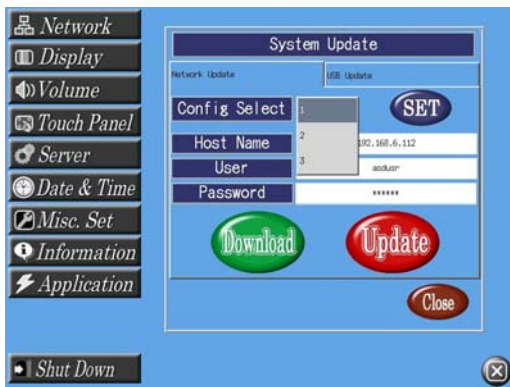 Network
Display
Volume
Touch Panel
Server
Date & Time
Misc. Set
Information
Application
Shut Down
System Update
Network Update
USB Update
Config Select
1
2
3
SET
Host Name
192.168.6.112
User
asdusr
Password
******
Download
Update
Close